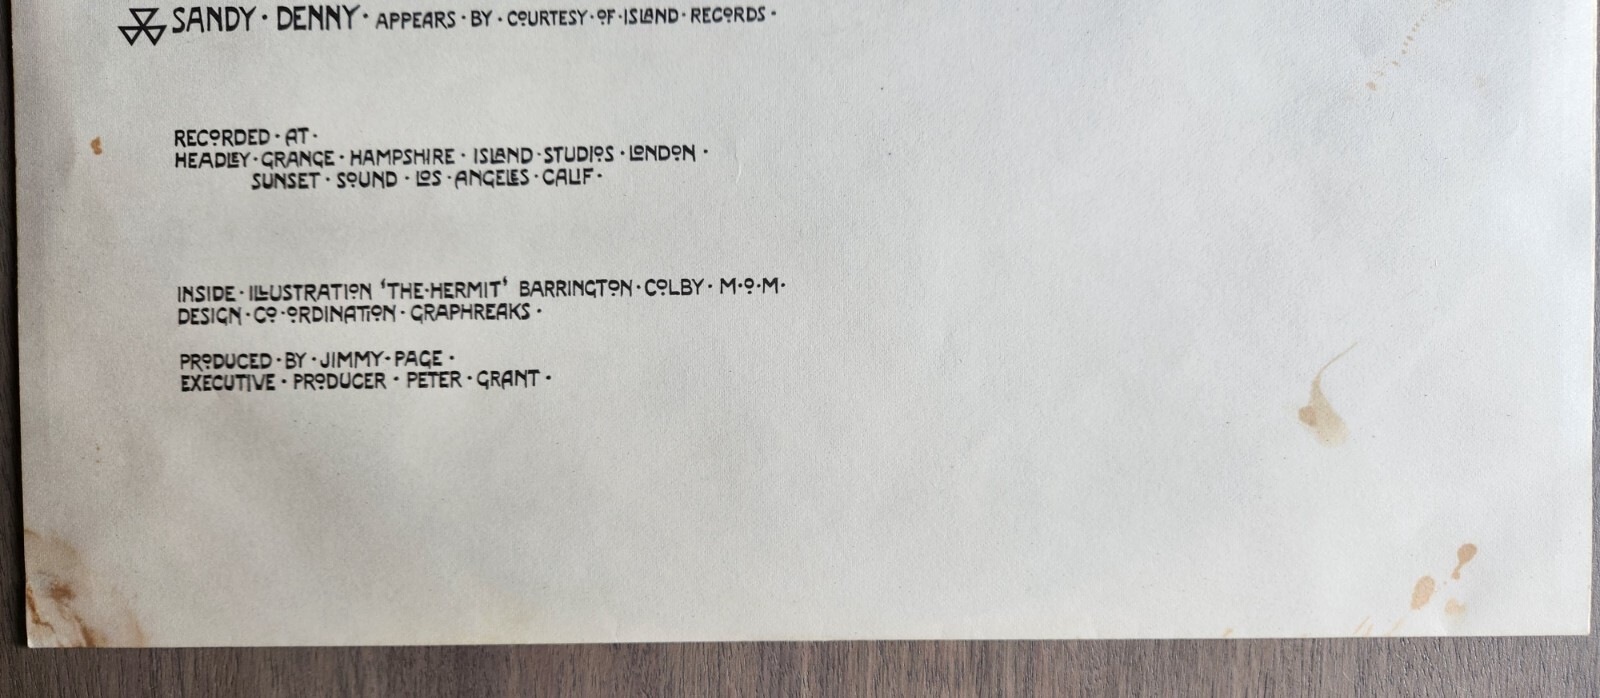 SANDY · DENNY · APPEARS · BY · COURTESY · OF · ISLAND · RECORDS ·
RECORDED · AT ·
HEADLEY · GRANGE · HAMPSHIRE · ISLAND · STUDIOS · LONDON ·
SUNSET · SOUND · LOS · ANGELES · CALIF ·
INSIDE · ILLUSTRATION 'THE · HERMIT' BARRINGTON · COLBY · M · O · M ·
DESIGN · CO · ORDINATION · GRAPHREAKS ·
PRODUCED · BY · JIMMY · PAGE ·
EXECUTIVE · PRODUCER · PETER · GRANT ·